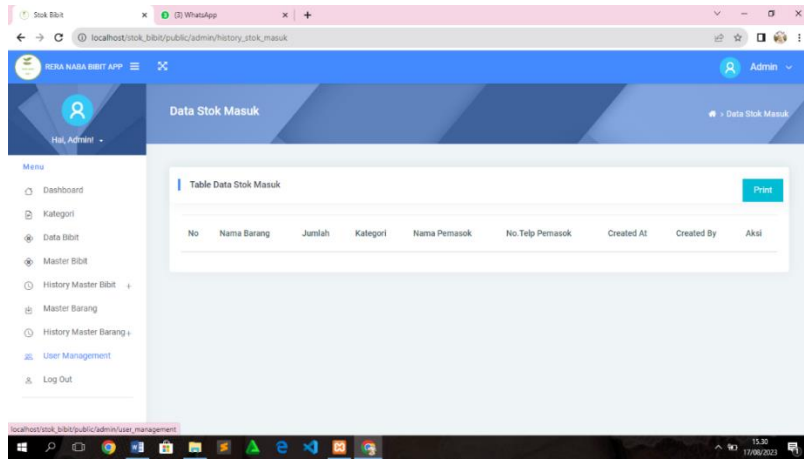 Stok Bibit
(3) WhatsApp
localhost/stok_bibit/public/admin/history_stok_masuk
RERA NABA BIBIT APP
Admin
Hai, Admin!
Data Stok Masuk
> Data Stok Masuk
Menu
Dashboard
Kategori
Data Bibit
Master Bibit
History Master Bibit +
Master Barang
History Master Barang +
User Management
Log Out
Table Data Stok Masuk
Print
No Nama Barang Jumlah Kategori Nama Pemasok No.Telp Pemasok Created At Created By Aksi
localhost/stok_bibit/public/admin/user_management
15.30
17/08/2023